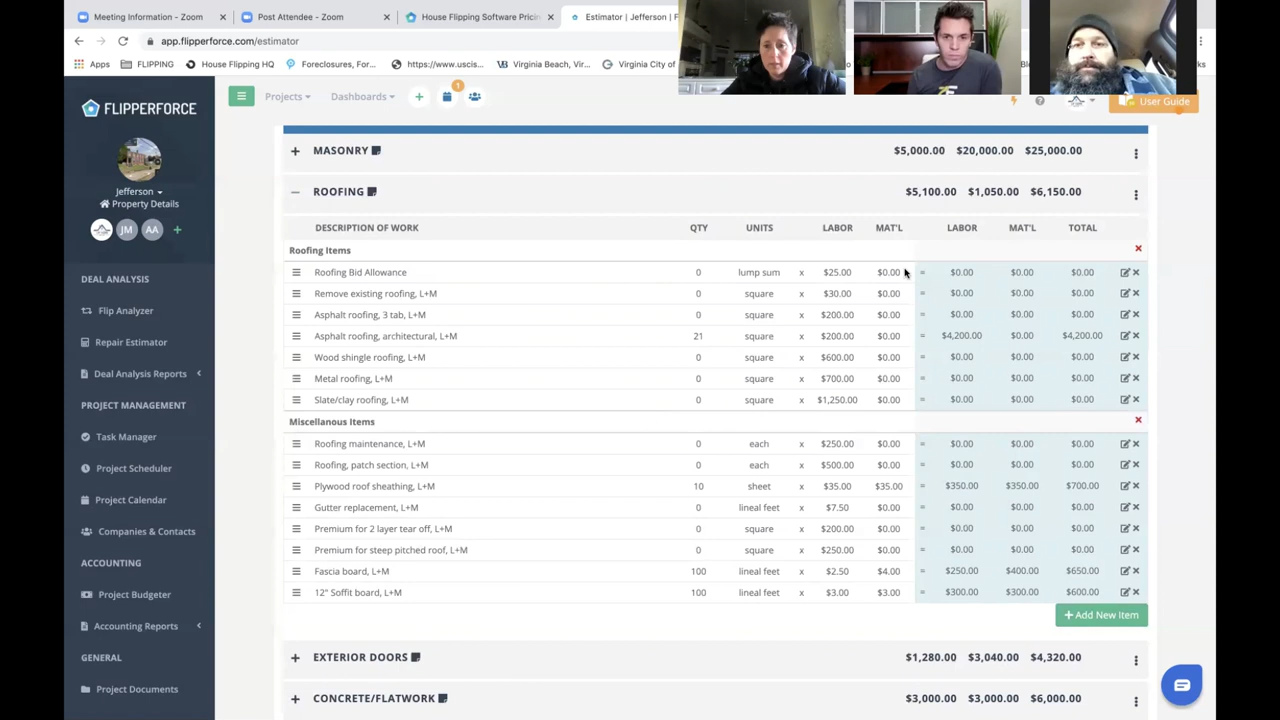 Meeting Information - Zoom
Post Attendee - Zoom
House Flipping Software Pricin
Estimator | Jefferson | F
app.flipperforce.com/estimator
Apps FLIPPING House Flipping HQ Foreclosures, For... https://www.uscis... Virginia Beach, Vir... Virginia City of
FLIPPERFORCE
Projects Dashboards 1 User Guide
Jefferson
Property Details
JM AA
DEAL ANALYSIS
Flip Analyzer
Repair Estimator
Deal Analysis Reports
PROJECT MANAGEMENT
Task Manager
Project Scheduler
Project Calendar
Companies & Contacts
ACCOUNTING
Project Budgeter
Accounting Reports
GENERAL
Project Documents
MASONRY $5,000.00 $20,000.00 $25,000.00
ROOFING $5,100.00 $1,050.00 $6,150.00
DESCRIPTION OF WORK QTY UNITS LABOR MAT'L LABOR MAT'L TOTAL
Roofing Items
Roofing Bid Allowance 0 lump sum x $25.00 $0.00 = $0.00 $0.00 $0.00
Remove existing roofing, L+M 0 square x $30.00 $0.00 = $0.00 $0.00 $0.00
Asphalt roofing, 3 tab, L+M 0 square x $200.00 $0.00 = $0.00 $0.00 $0.00
Asphalt roofing, architectural, L+M 21 square x $200.00 $0.00 = $4,200.00 $0.00 $4,200.00
Wood shingle roofing, L+M 0 square x $600.00 $0.00 = $0.00 $0.00 $0.00
Metal roofing, L+M 0 square x $700.00 $0.00 = $0.00 $0.00 $0.00
Slate/clay roofing, L+M 0 square x $1,250.00 $0.00 = $0.00 $0.00 $0.00
Miscellanous Items
Roofing maintenance, L+M 0 each x $250.00 $0.00 = $0.00 $0.00 $0.00
Roofing, patch section, L+M 0 each x $500.00 $0.00 = $0.00 $0.00 $0.00
Plywood roof sheathing, L+M 10 sheet x $35.00 $35.00 = $350.00 $350.00 $700.00
Gutter replacement, L+M 0 lineal feet x $7.50 $0.00 = $0.00 $0.00 $0.00
Premium for 2 layer tear off, L+M 0 square x $200.00 $0.00 = $0.00 $0.00 $0.00
Premium for steep pitched roof, L+M 0 square x $250.00 $0.00 = $0.00 $0.00 $0.00
Fascia board, L+M 100 lineal feet x $2.50 $4.00 = $250.00 $400.00 $650.00
12" Soffit board, L+M 100 lineal feet x $3.00 $3.00 = $300.00 $300.00 $600.00
+ Add New Item
EXTERIOR DOORS $1,280.00 $3,040.00 $4,320.00
CONCRETE/FLATWORK $3,000.00 $3,000.00 $6,000.00